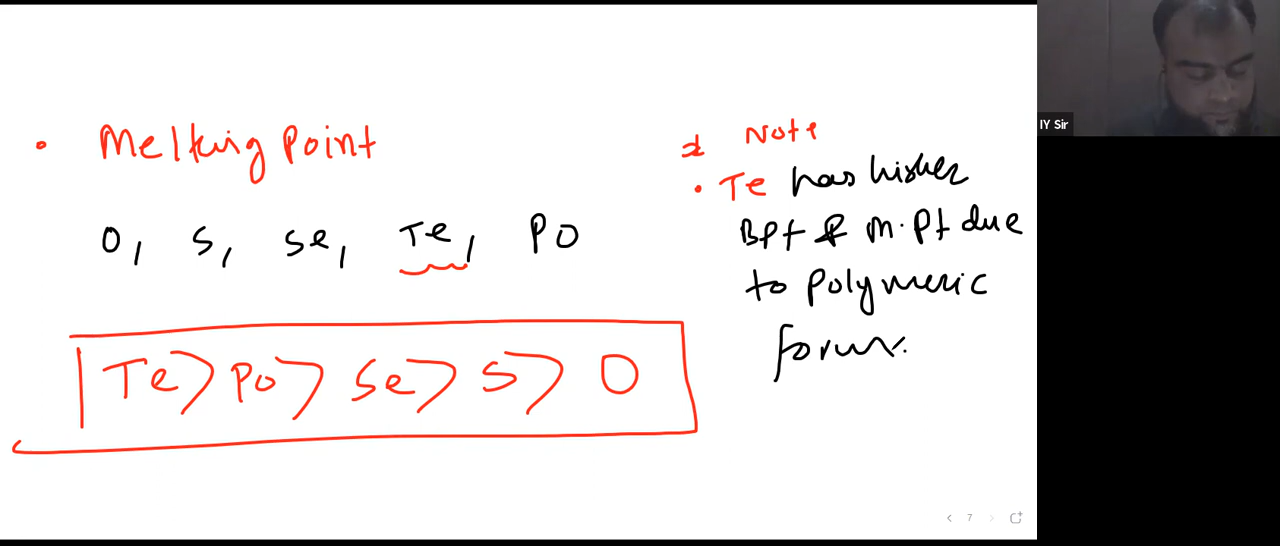 • Melking Point
O, S, Se, Te, Po
Te > Po > Se > S > O
Note
• Te has higher
Bpt & M.Pt due
to Polymeric
form.
IY Sir
7